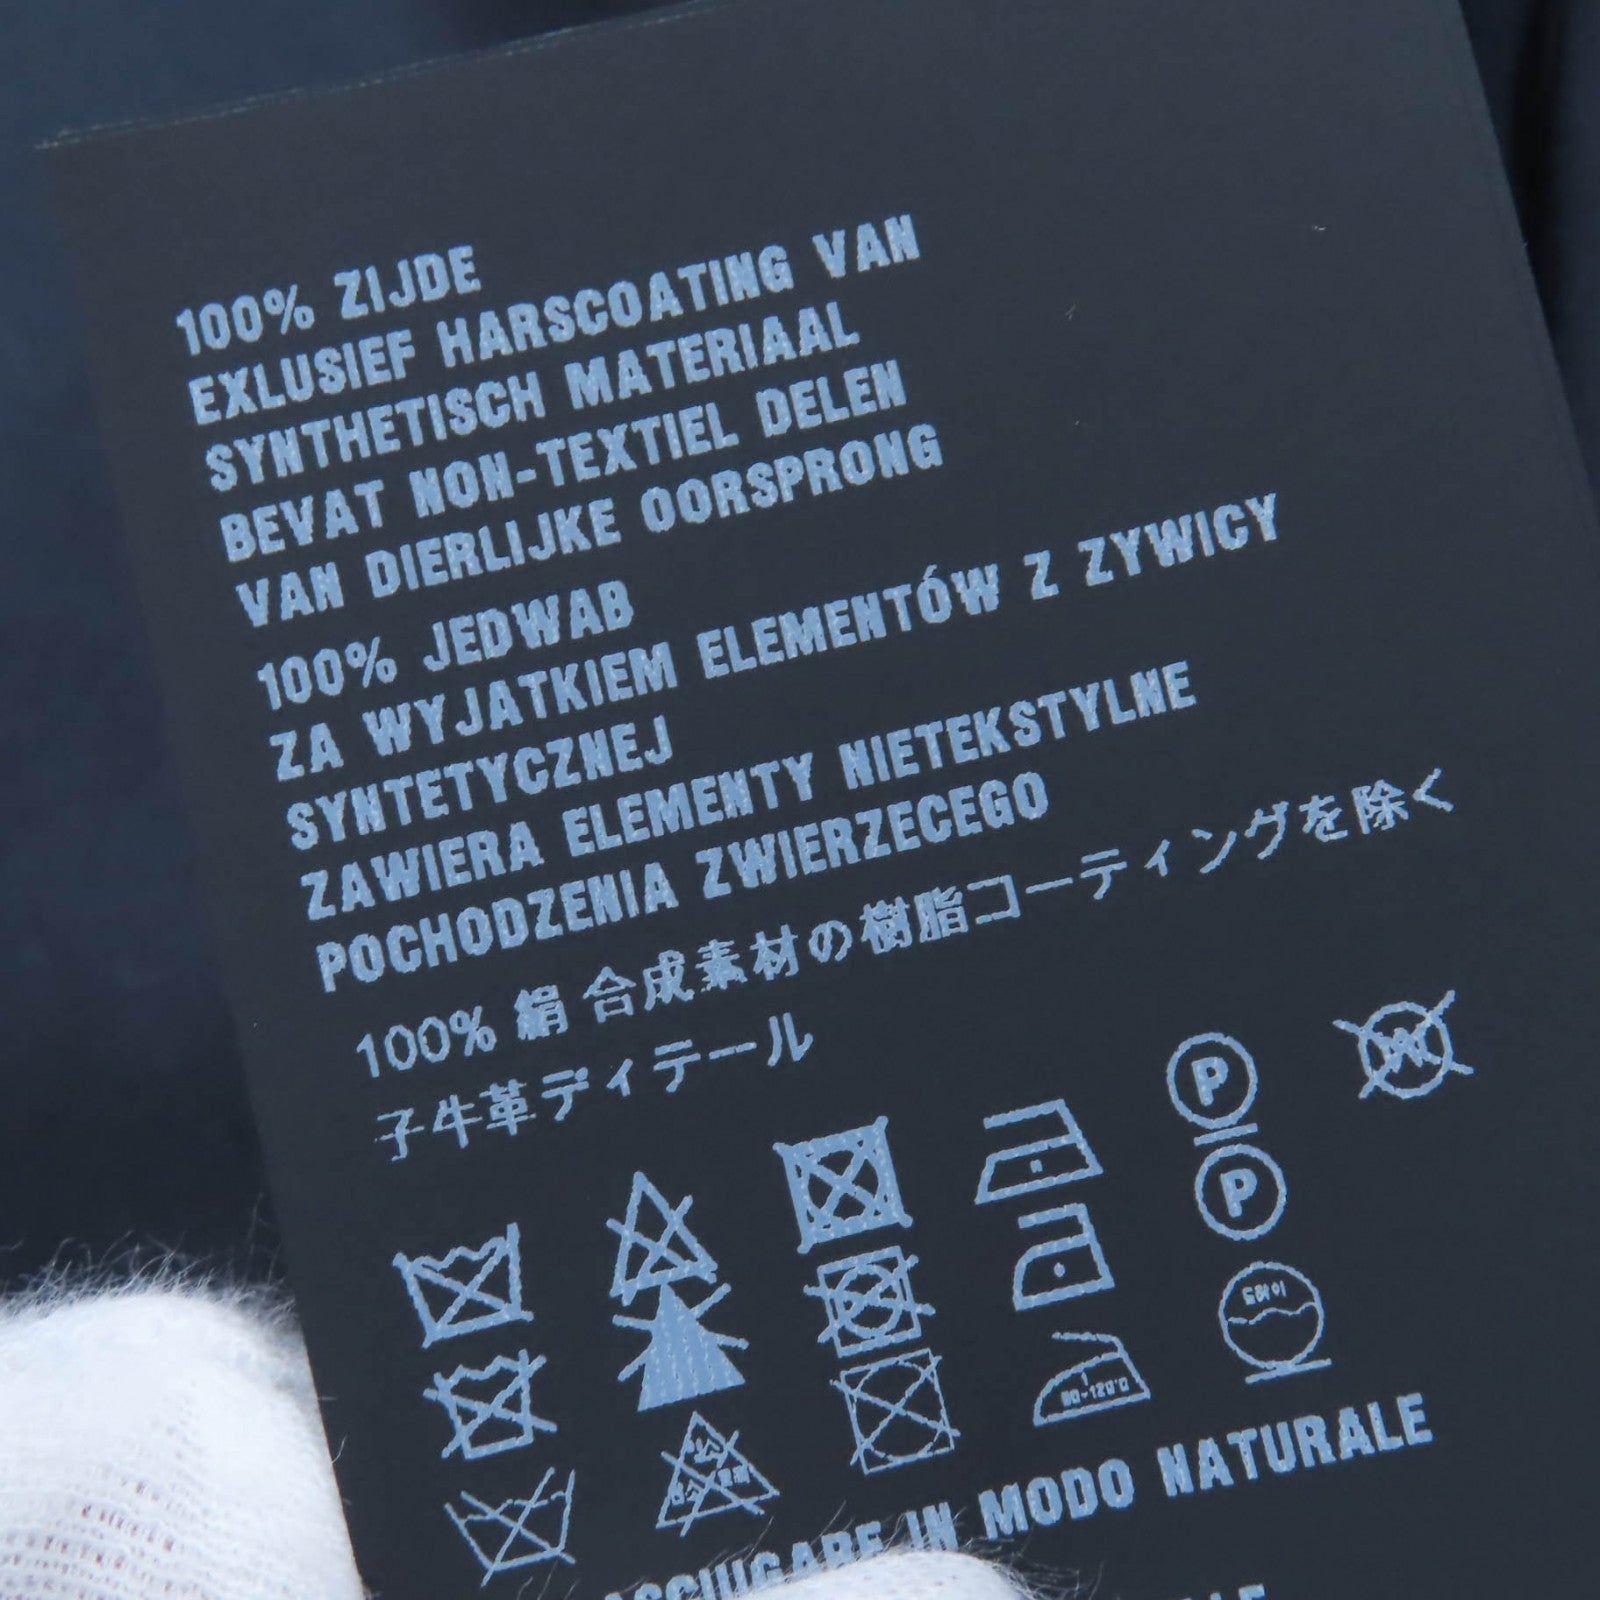 100% ZIJDE
EXLUSIEF HARSCOATING VAN
SYNTHETISCH MATERIAAL
BEVAT NON-TEXTIEL DELEN
VAN DIERLIJKE OORSPRONG
100% JEDWAB
ZA WYJATKIEM ELEMENTÓW Z ZYWICY
SYNTETYCZNEJ
ZAWIERA ELEMENTY NIETEKSTYLNE
POCHODZENIA ZWIERZECEGO
100% 絹 合成素材の樹脂コーティングを除く
子牛革ディテール
P
W
P
IN MODO NATURALE